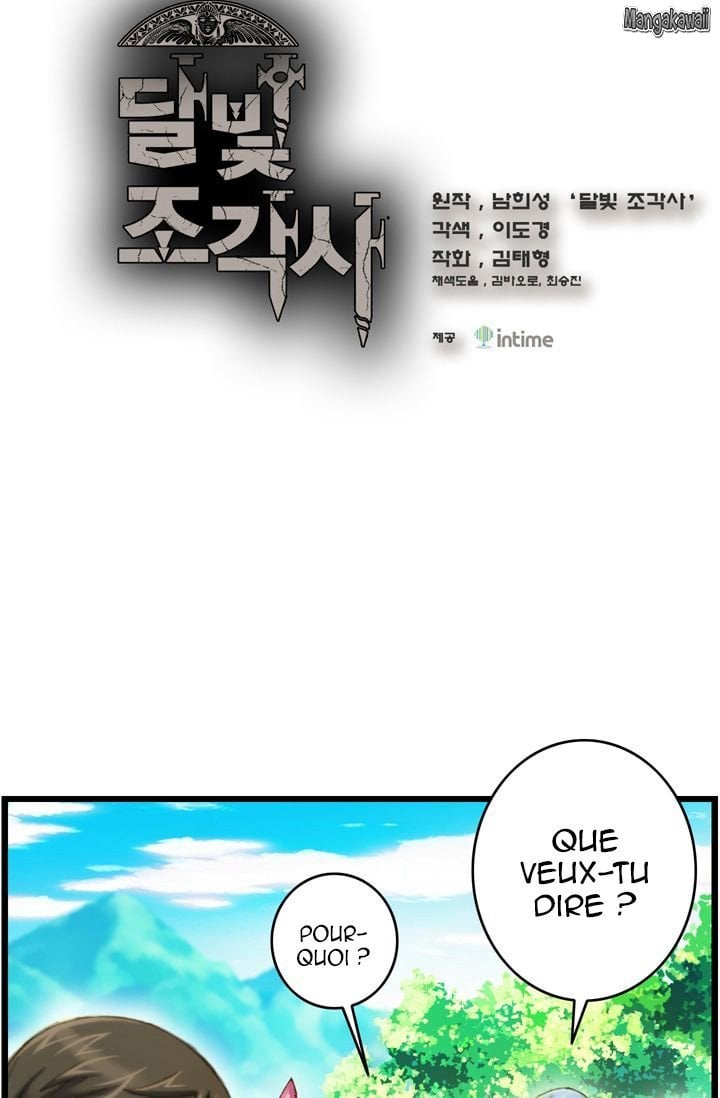 Mangakawaii
달빛
조각사
원작 , 남희성 '달빛 조각사'
각색 , 이도경
작화 , 김태형
채색도움 , 김바오로, 최승진
제공 intime
QUE
VEUX-TU
DIRE ?
POUR-
QUOI ?